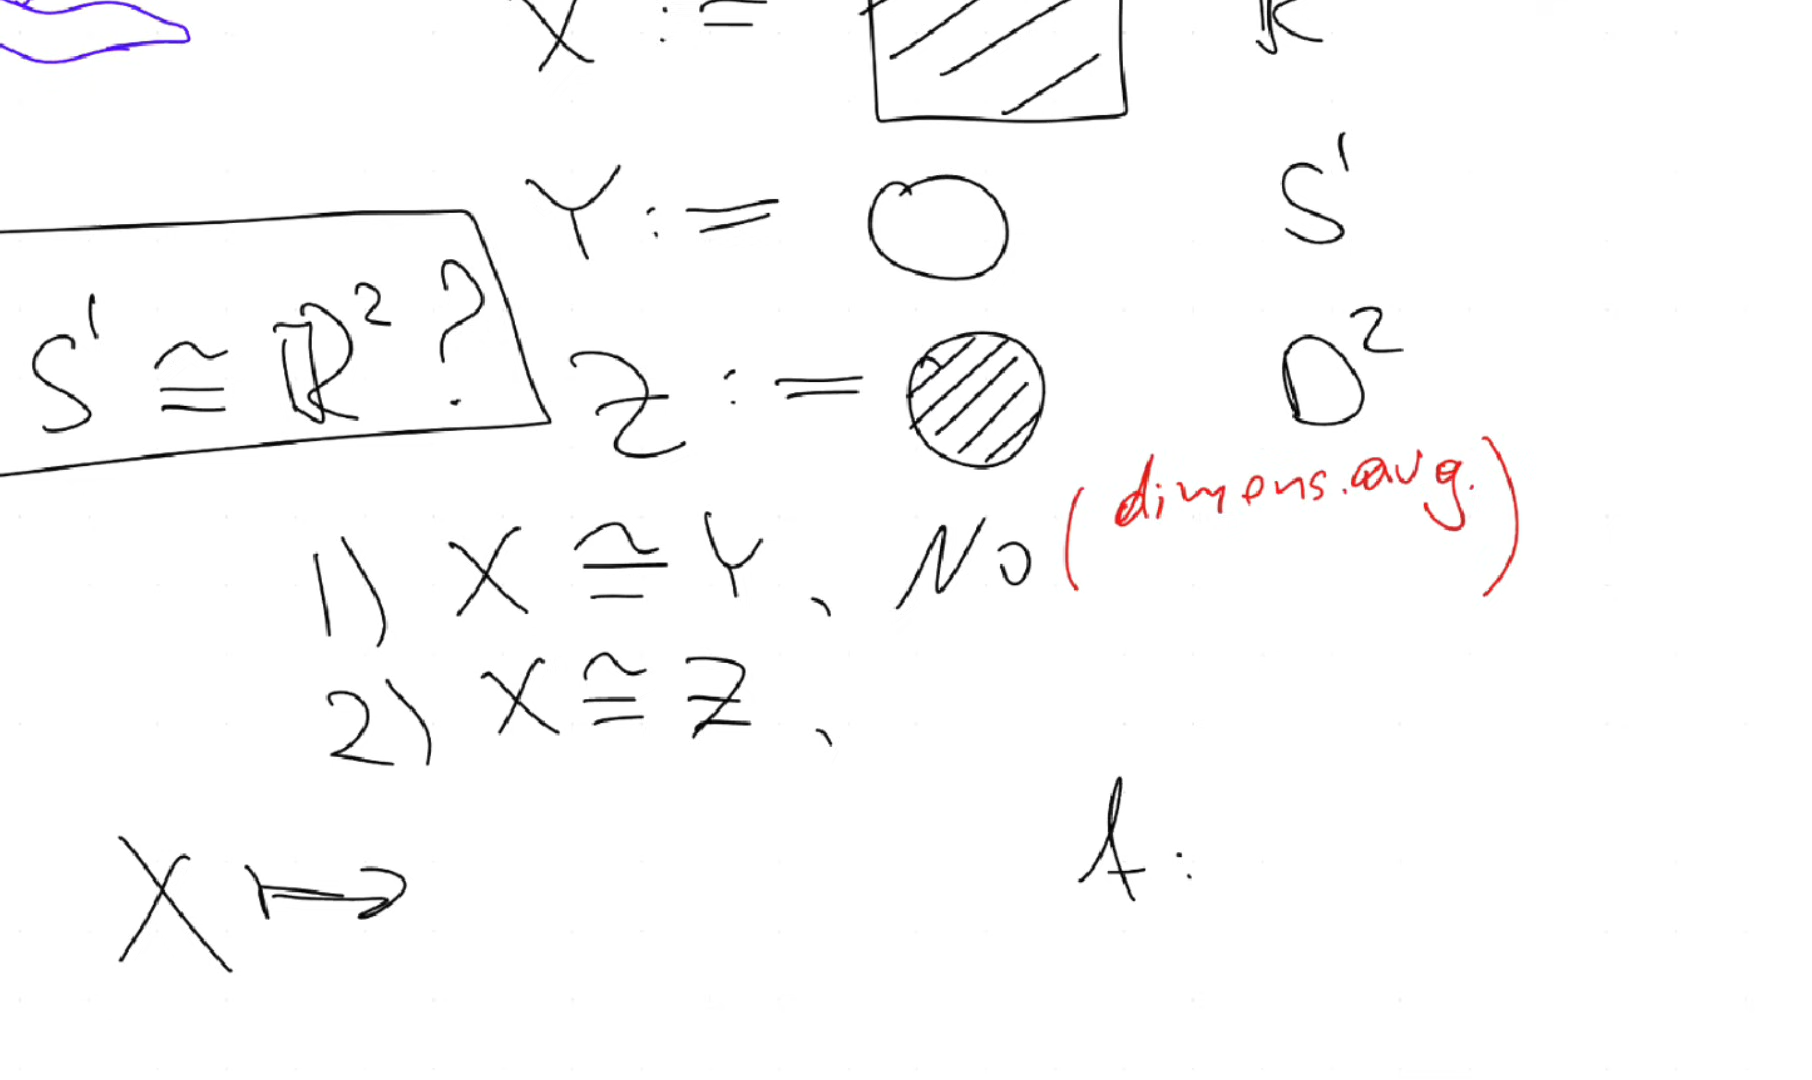 X :=
Y := S¹
S¹ ≅ ℝ² ?
Z := D²
(dimens. avg.)
1) X ≅ Y, No
2) X ≅ Z,
A :
X ↦